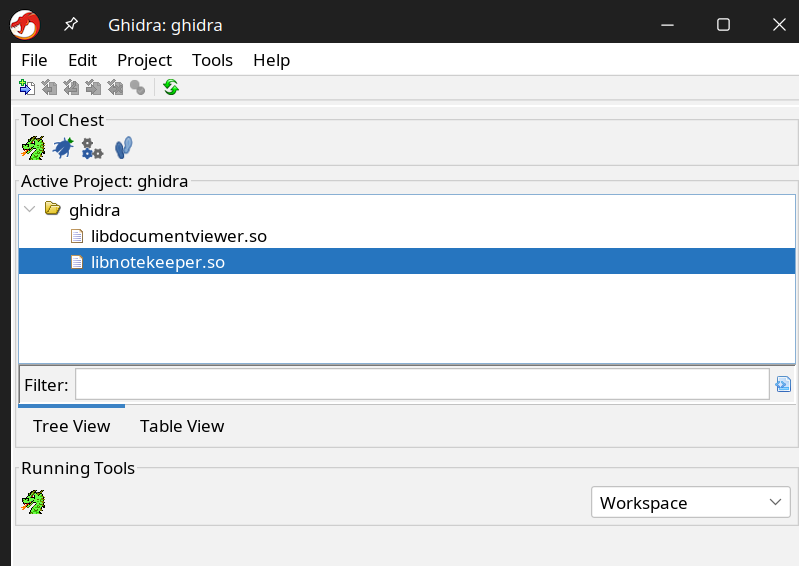 Ghidra: ghidra
File Edit Project Tools Help
Tool Chest
Active Project: ghidra
ghidra
libdocumentviewer.so
libnotekeeper.so
Filter:
Tree View Table View
Running Tools
Workspace